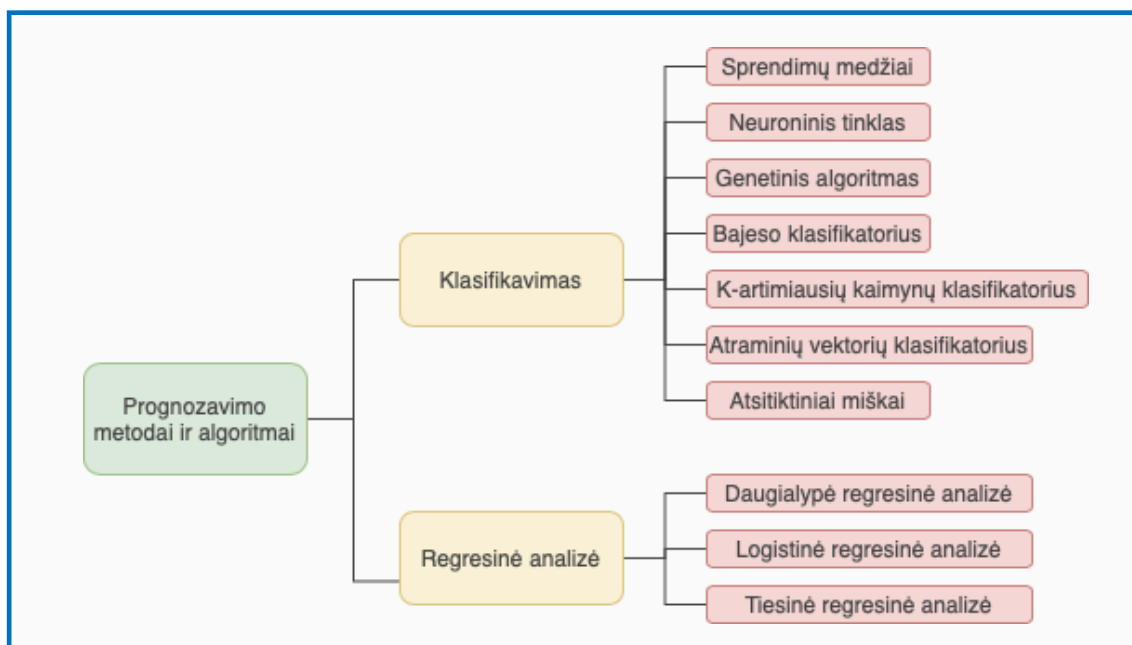 Prognozavimo
metodai ir algoritmai
Klasifikavimas
Sprendimų medžiai
Neuroninis tinklas
Genetinis algoritmas
Bajeso klasifikatorius
K-artimiausių kaimynų klasifikatorius
Atraminių vektorių klasifikatorius
Atsitiktiniai miškai
Regresinė analizė
Daugialypė regresinė analizė
Logistinė regresinė analizė
Tiesinė regresinė analizė